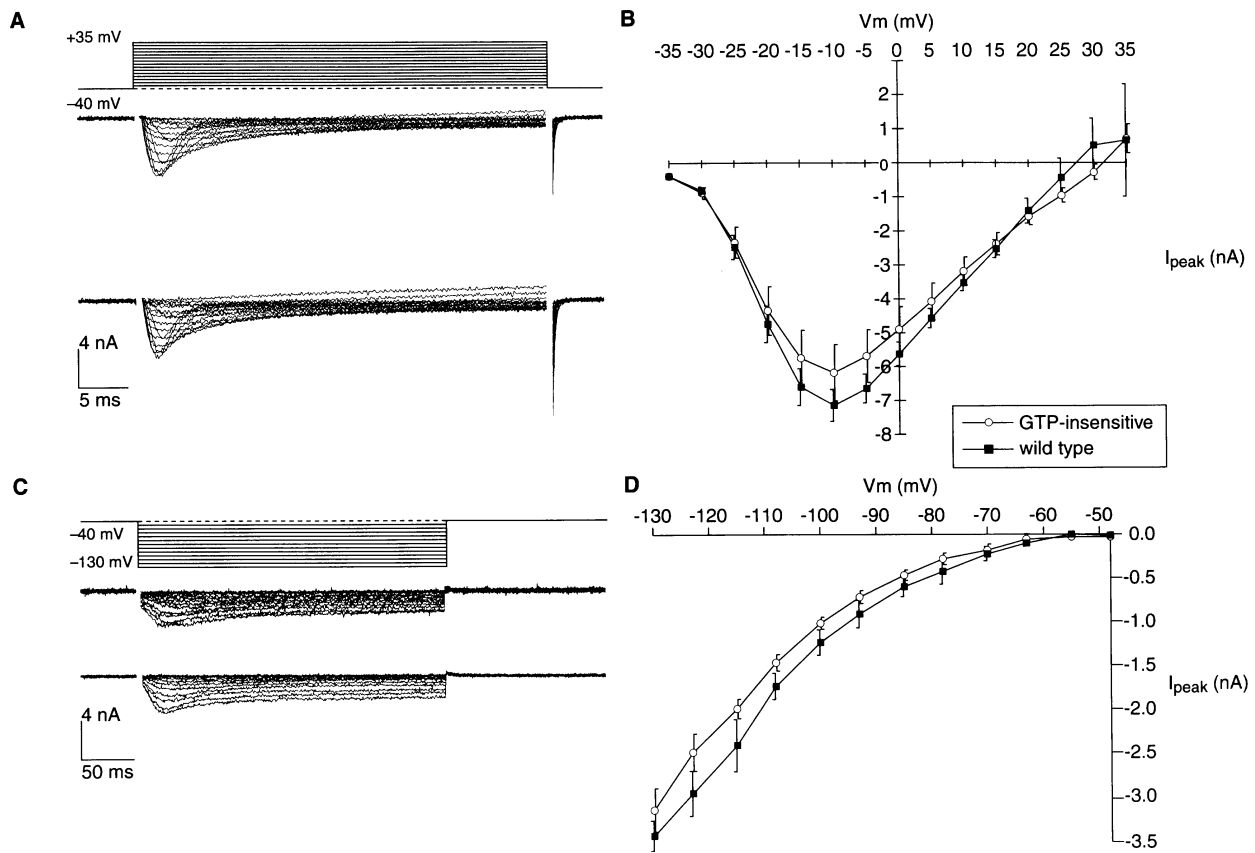 A
+35 mV
–40 mV
4 nA
5 ms
B
Vm (mV)
-35 -30 -25 -20 -15 -10 -5 0 5 10 15 20 25 30 35
2
1
0
-1
-2
-3
-4
-5
-6
-7
-8
Ipeak (nA)
GTP-insensitive
wild type
C
–40 mV
–130 mV
4 nA
50 ms
D
Vm (mV)
-130 -120 -110 -100 -90 -80 -70 -60 -50
0.0
-0.5
-1.0
-1.5
-2.0
-2.5
-3.0
-3.5
Ipeak (nA)